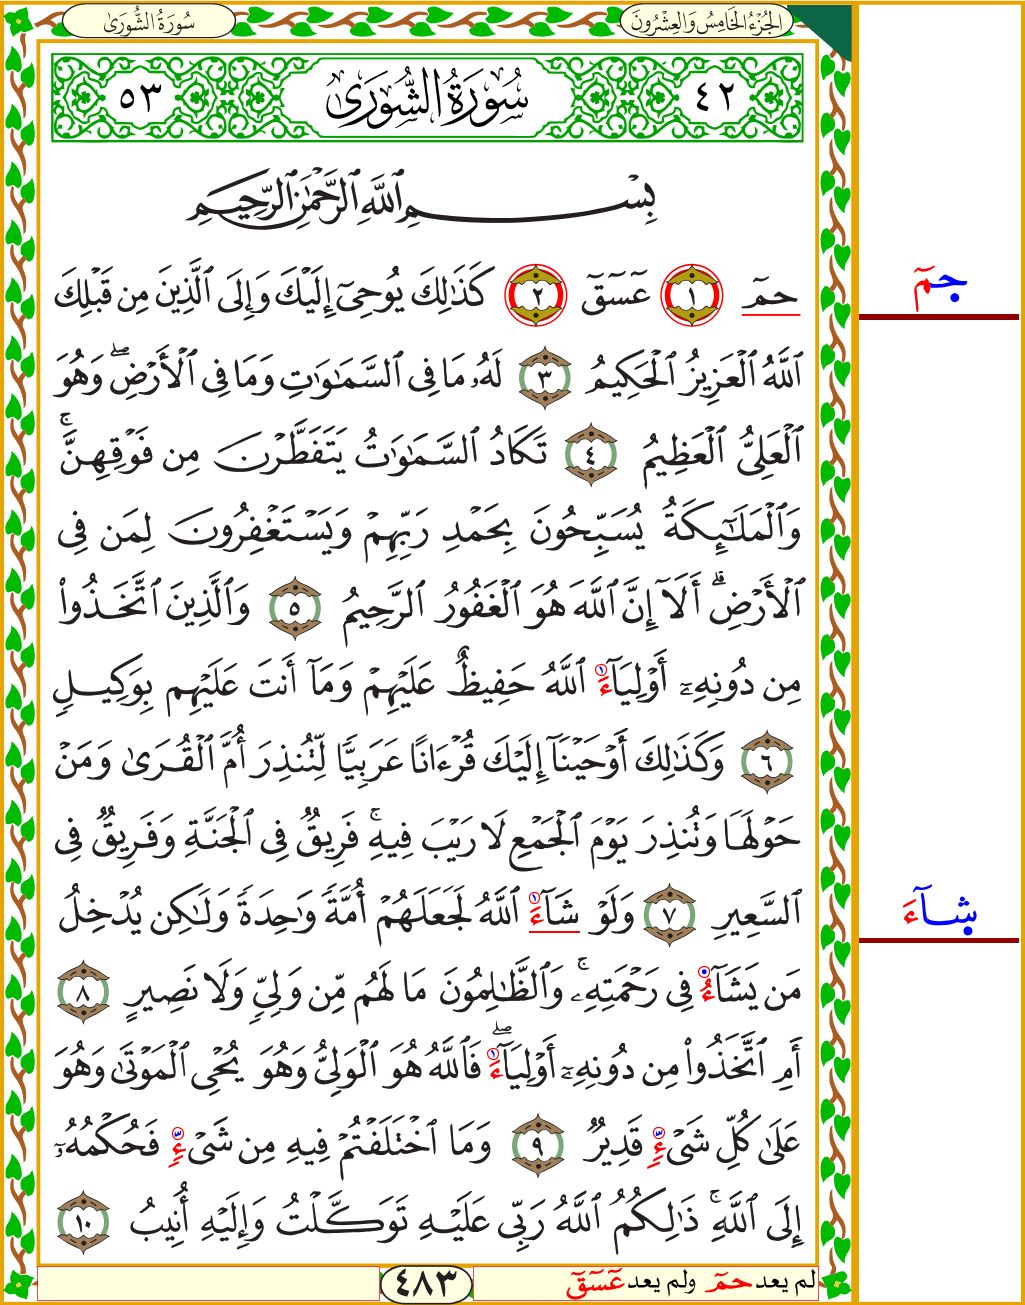 الجُزْءُ الخَامِسُ وَالعِشْرُونَ
سُورَةُ الشُّورَىٰ
٤٢ سُورَةُ الشُّورَىٰ ٥٣
بِسْمِ ٱللَّهِ ٱلرَّحْمَٰنِ ٱلرَّحِيمِ
حمٓ ١ عٓسٓقٓ ٢ كَذَٰلِكَ يُوحِىٓ إِلَيْكَ وَإِلَى ٱلَّذِينَ مِن قَبْلِكَ
جمٓ
ٱللَّهُ ٱلْعَزِيزُ ٱلْحَكِيمُ ٣ لَهُۥ مَا فِى ٱلسَّمَٰوَٰتِ وَمَا فِى ٱلْأَرْضِۖ وَهُوَ
ٱلْعَلِىُّ ٱلْعَظِيمُ ٤ تَكَادُ ٱلسَّمَٰوَٰتُ يَتَفَطَّرْنَ مِن فَوْقِهِنَّۚ
وَٱلْمَلَٰٓئِكَةُ يُسَبِّحُونَ بِحَمْدِ رَبِّهِمْ وَيَسْتَغْفِرُونَ لِمَن فِى
ٱلْأَرْضِۗ أَلَآ إِنَّ ٱللَّهَ هُوَ ٱلْغَفُورُ ٱلرَّحِيمُ ٥ وَٱلَّذِينَ ٱتَّخَذُوا۟
مِن دُونِهِۦٓ أَوْلِيَآءَ ٱللَّهُ حَفِيظٌ عَلَيْهِمْ وَمَآ أَنتَ عَلَيْهِم بِوَكِيلٍ
٦ وَكَذَٰلِكَ أَوْحَيْنَآ إِلَيْكَ قُرْءَانًا عَرَبِيًّا لِّتُنذِرَ أُمَّ ٱلْقُرَىٰ وَمَنْ
حَوْلَهَا وَتُنذِرَ يَوْمَ ٱلْجَمْعِ لَا رَيْبَ فِيهِۚ فَرِيقٌ فِى ٱلْجَنَّةِ وَفَرِيقٌ فِى
ٱلسَّعِيرِ ٧ وَلَوْ شَآءَ ٱللَّهُ لَجَعَلَهُمْ أُمَّةً وَٰحِدَةً وَلَٰكِن يُدْخِلُ
شآءَ
مَن يَشَآءُ فِى رَحْمَتِهِۦۚ وَٱلظَّٰلِمُونَ مَا لَهُم مِّن وَلِىٍّ وَلَا نَصِيرٍ ٨
أَمِ ٱتَّخَذُوا۟ مِن دُونِهِۦٓ أَوْلِيَآءَۖ فَٱللَّهُ هُوَ ٱلْوَلِىُّ وَهُوَ يُحْىِ ٱلْمَوْتَىٰ وَهُوَ
عَلَىٰ كُلِّ شَىْءٍ قَدِيرٌ ٩ وَمَا ٱخْتَلَفْتُمْ فِيهِ مِن شَىْءٍ فَحُكْمُهُۥٓ
إِلَى ٱللَّهِۚ ذَٰلِكُمُ ٱللَّهُ رَبِّى عَلَيْهِ تَوَكَّلْتُ وَإِلَيْهِ أُنِيبُ ١٠
لم يعد حمٓ ولم يعد عٓسٓقٓ
٤٨٣